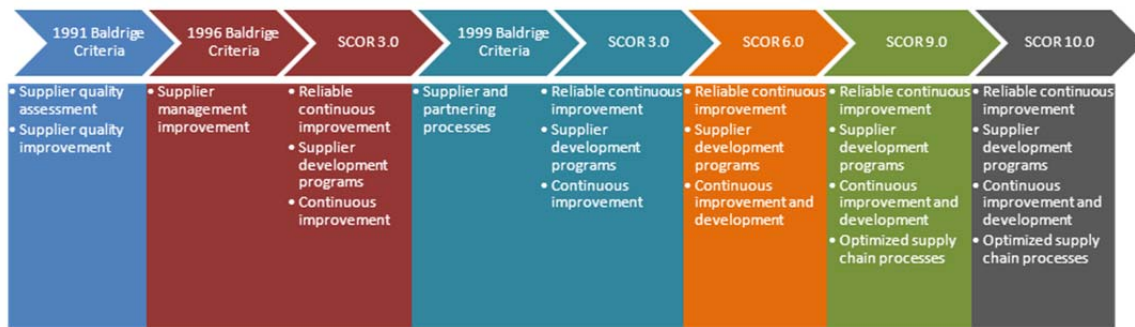 1991 Baldrige
Criteria
1996 Baldrige
Criteria
SCOR 3.0
1999 Baldrige
Criteria
SCOR 3.0
SCOR 6.0
SCOR 9.0
SCOR 10.0
• Supplier quality
assessment
• Supplier quality
improvement
• Supplier
management
improvement
• Reliable
continuous
improvement
• Supplier
development
programs
• Continuous
improvement
• Supplier and
partnering
processes
• Reliable continuous
improvement
• Supplier
development
programs
• Continuous
improvement
• Reliable continuous
improvement
• Supplier
development
programs
• Continuous
improvement and
development
• Reliable continuous
improvement
• Supplier
development
programs
• Continuous
improvement and
development
• Optimized supply
chain processes
• Reliable continuous
improvement
• Supplier
development
programs
• Continuous
improvement and
development
• Optimized supply
chain processes